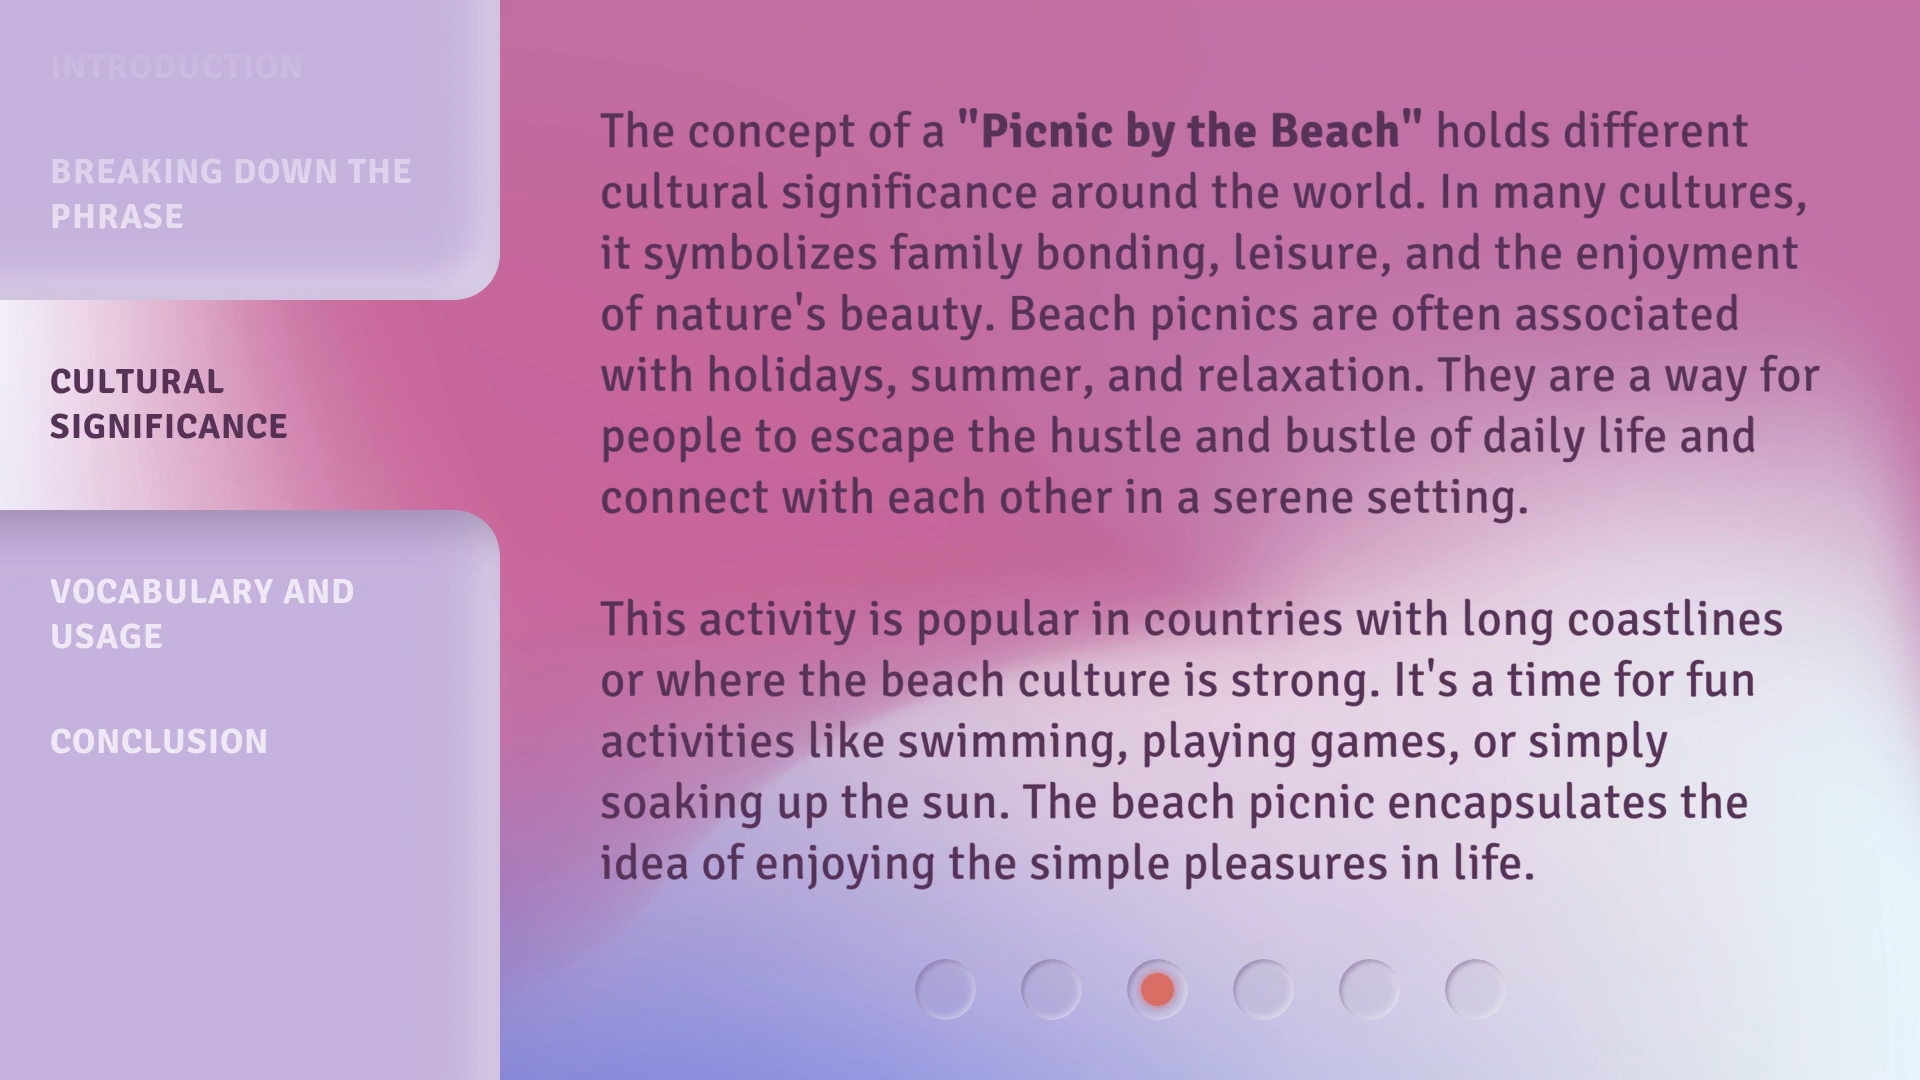 INTRODUCTION
BREAKING DOWN THE
PHRASE
CULTURAL
SIGNIFICANCE
VOCABULARY AND
USAGE
CONCLUSION
The concept of a "Picnic by the Beach" holds different
cultural significance around the world. In many cultures,
it symbolizes family bonding, leisure, and the enjoyment
of nature's beauty. Beach picnics are often associated
with holidays, summer, and relaxation. They are a way for
people to escape the hustle and bustle of daily life and
connect with each other in a serene setting.
This activity is popular in countries with long coastlines
or where the beach culture is strong. It's a time for fun
activities like swimming, playing games, or simply
soaking up the sun. The beach picnic encapsulates the
idea of enjoying the simple pleasures in life.